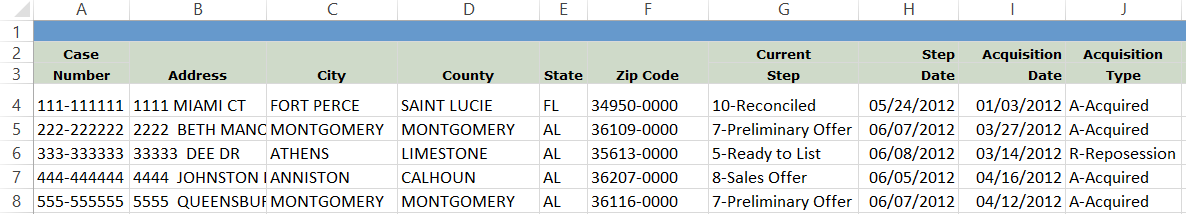 A B C D E F G H I J
1
2 Case Current Step Acquisition Acquisition
3 Number Address City County State Zip Code Step Date Date Type
4 111-111111 1111 MIAMI CT FORT PERCE SAINT LUCIE FL 34950-0000 10-Reconciled 05/24/2012 01/03/2012 A-Acquired
5 222-222222 2222 BETH MANC MONTGOMERY MONTGOMERY AL 36109-0000 7-Preliminary Offer 06/07/2012 03/27/2012 A-Acquired
6 333-333333 33333 DEE DR ATHENS LIMESTONE AL 35613-0000 5-Ready to List 06/08/2012 03/14/2012 R-Reposession
7 444-444444 4444 JOHNSTON ANNISTON CALHOUN AL 36207-0000 8-Sales Offer 06/05/2012 04/16/2012 A-Acquired
8 555-555555 5555 QUEENSBUR MONTGOMERY MONTGOMERY AL 36116-0000 7-Preliminary Offer 06/07/2012 04/12/2012 A-Acquired